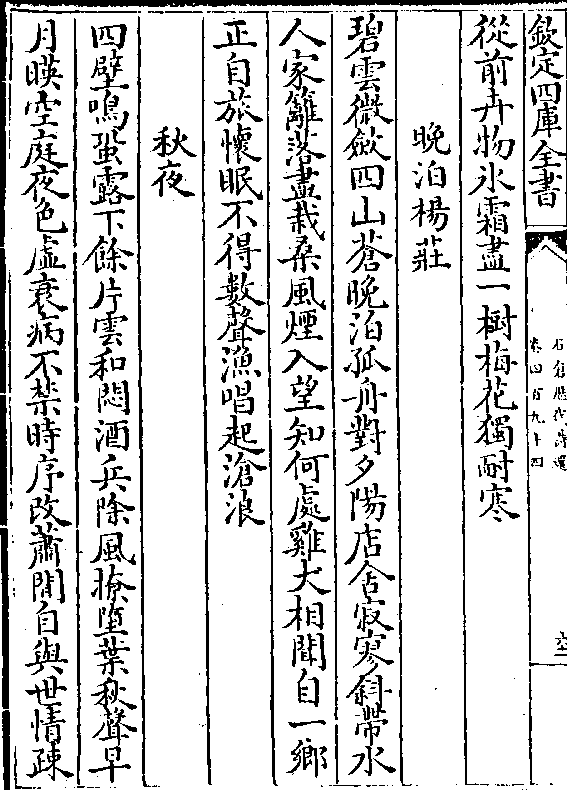 欽定四庫全書
石倉歷代詩選
卷四百九十四
從前卉物氷霜盡一樹梅花獨耐寒
晚泊楊莊
碧雲微斂四山蒼晚泊孤舟對夕陽店舍寂寥斜帶水
人家籬落盡栽桑風煙入望知何處雞犬相聞自一鄉
正自旅懷眠不得數聲漁唱起滄浪
秋夜
四壁鳴蛩露下餘片雲和悶酒兵除風掠墮葉秋聲早
月暎空庭夜色虛衰病不禁時序改蕭閒自與世情疎